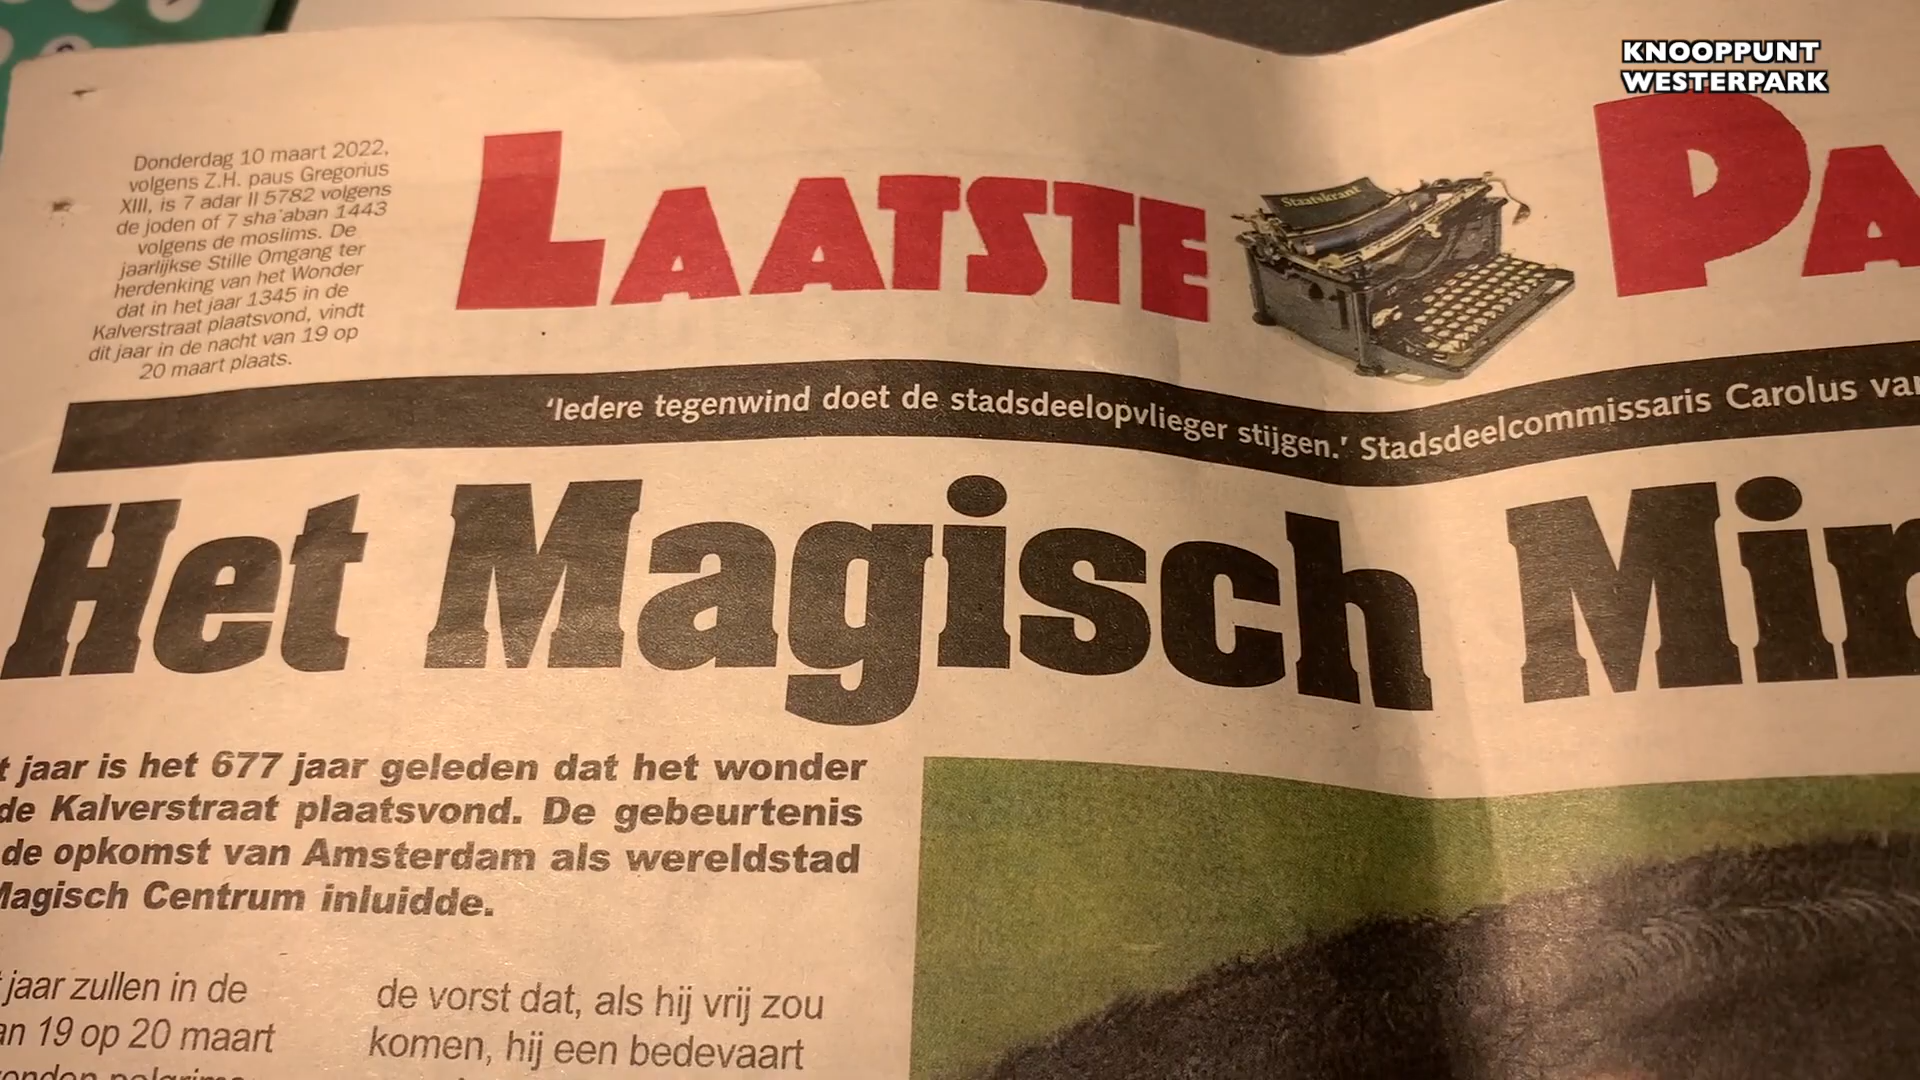 KNOOPPUNT
WESTERPARK
Donderdag 10 maart 2022,
volgens Z.H. paus Gregorius
XIII, is 7 adar II 5782 volgens
de joden of 7 sha'aban 1443
volgens de moslims. De
jaarlijkse Stille Omgang ter
herdenking van het Wonder
dat in het jaar 1345 in de
Kalverstraat plaatsvond, vindt
dit jaar in de nacht van 19 op
20 maart plaats.
LAATSTE PA
Staatskrant
‘Iedere tegenwind doet de stadsdeelopvlieger stijgen.’ Stadsdeelcommissaris Carolus va
Het Magisch Mir
t jaar is het 677 jaar geleden dat het wonder
de Kalverstraat plaatsvond. De gebeurtenis
de opkomst van Amsterdam als wereldstad
Magisch Centrum inluidde.
jaar zullen in de
an 19 op 20 maart
de vorst dat, als hij vrij zou
komen, hij een bedevaart